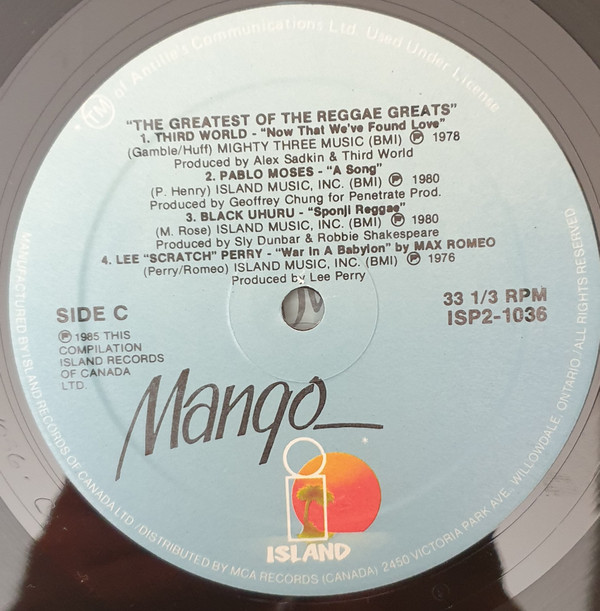 TM of Antilles Communications Ltd. Used Under License
"THE GREATEST OF THE REGGAE GREATS"
1. THIRD WORLD - "Now That We've Found Love"
(Gamble/Huff) MIGHTY THREE MUSIC (BMI) Ⓟ 1978
Produced by Alex Sadkin & Third World
2. PABLO MOSES - "A Song"
(P. Henry) ISLAND MUSIC, INC. (BMI) Ⓟ 1980
Produced by Geoffrey Chung for Penetrate Prod.
3. BLACK UHURU - "Sponji Reggae"
(M. Rose) ISLAND MUSIC, INC. (BMI) Ⓟ 1980
Produced by Sly Dunbar & Robbie Shakespeare
4. LEE "SCRATCH" PERRY - "War In A Babylon" by MAX ROMEO
(Perry/Romeo) ISLAND MUSIC, INC. (BMI) Ⓟ 1976
Produced by Lee Perry
SIDE C
Ⓟ 1985 THIS
COMPILATION
ISLAND RECORDS
OF CANADA
LTD.
33 1/3 RPM
ISP2-1036
Mango
i
ISLAND
MANUFACTURED BY ISLAND RECORDS OF CANADA LTD / DISTRIBUTED BY MCA RECORDS (CANADA) 2450 VICTORIA PARK AVE. WILLOWDALE, ONTARIO / ALL RIGHTS RESERVED